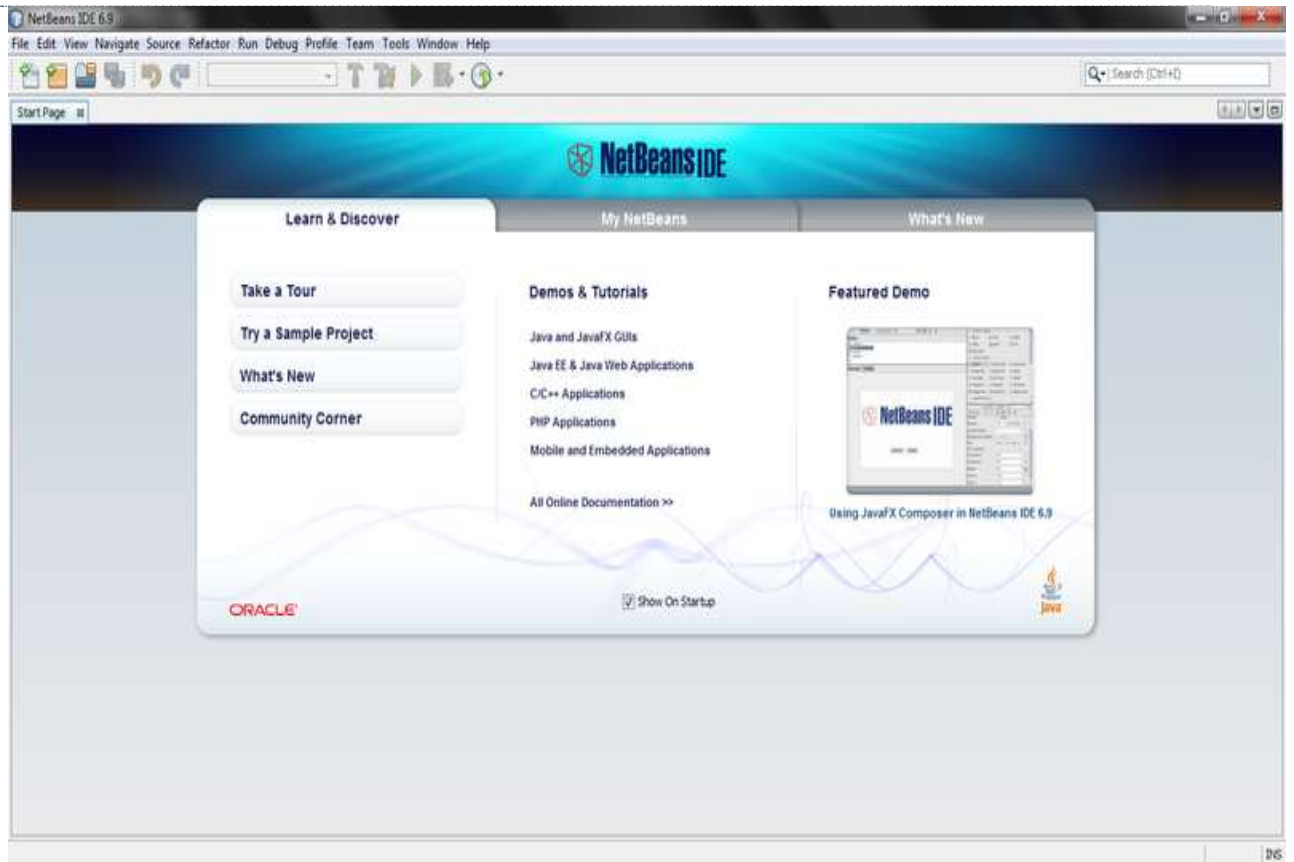 NetBeans IDE 6.9
File Edit View Navigate Source Refactor Run Debug Profile Team Tools Window Help
Search (Ctrl+I)
Start Page
NetBeans IDE
Learn & Discover
My NetBeans
What's New
Take a Tour
Try a Sample Project
What's New
Community Corner
Demos & Tutorials
Java and JavaFX GUIs
Java EE & Java Web Applications
C/C++ Applications
PHP Applications
Mobile and Embedded Applications
All Online Documentation >>
Featured Demo
NetBeans IDE
Using JavaFX Composer in NetBeans IDE 6.9
ORACLE
Show On Startup
Java
INS